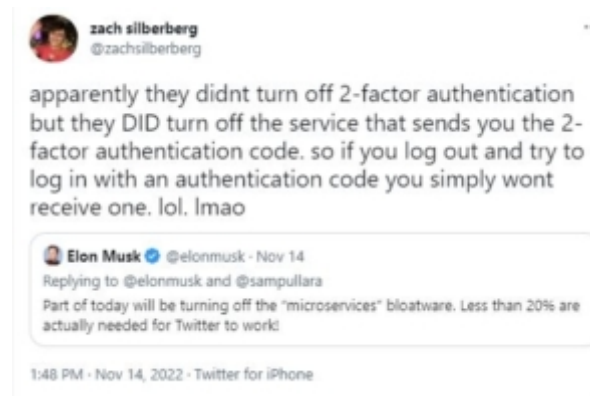 zach silberberg
@zachsilberberg
apparently they didnt turn off 2-factor authentication
but they DID turn off the service that sends you the 2-
factor authentication code. so if you log out and try to
log in with an authentication code you simply wont
receive one. lol. lmao
Elon Musk @elonmusk · Nov 14
Replying to @elonmusk and @sampullara
Part of today will be turning off the "microservices" bloatware. Less than 20% are
actually needed for Twitter to work!
1:48 PM · Nov 14, 2022 · Twitter for iPhone